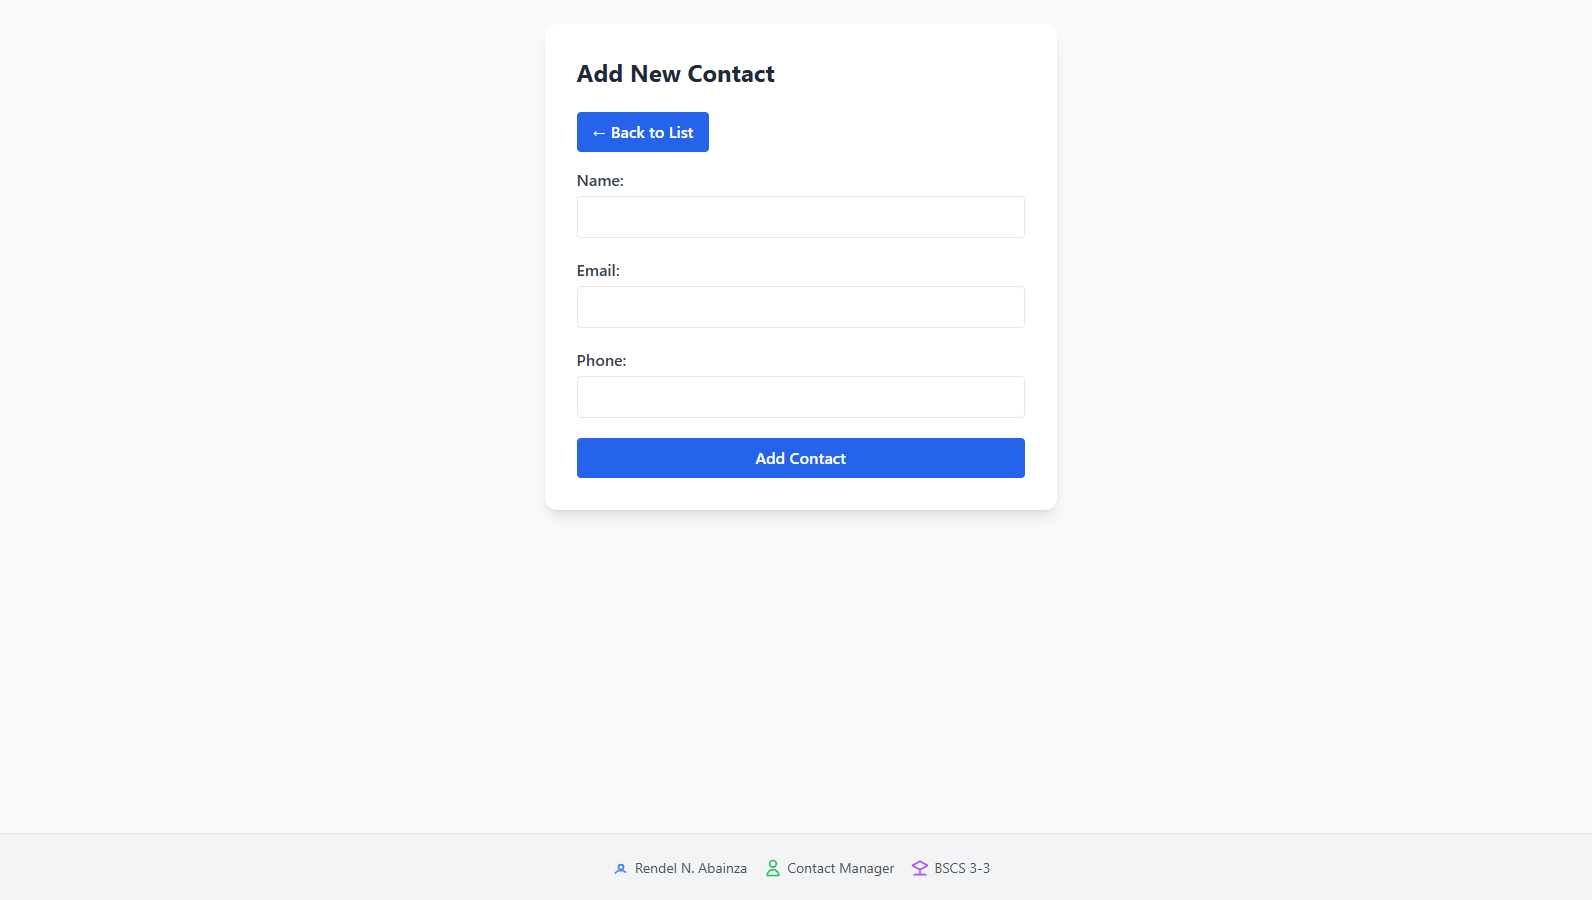 Add New Contact
← Back to List
Name:
Email:
Phone:
Add Contact
Rendel N. Abainza Contact Manager BSCS 3-3